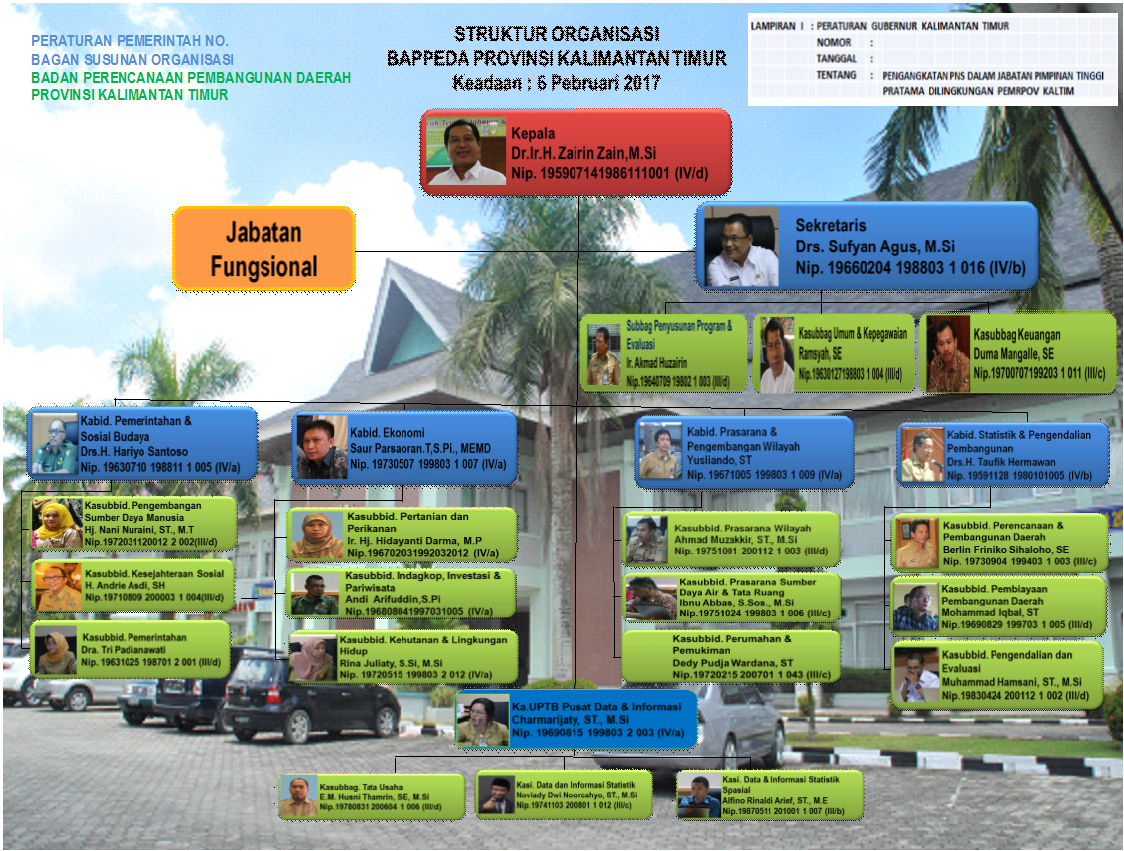 PERATURAN PEMERINTAH NO.
BAGAN SUSUNAN ORGANISASI
BADAN PERENCANAAN PEMBANGUNAN DAERAH
PROVINSI KALIMANTAN TIMUR
STRUKTUR ORGANISASI
BAPPEDA PROVINSI KALIMANTAN TIMUR
Keadaan : 6 Pebruari 2017
LAMPIRAN I : PERATURAN GUBERNUR KALIMANTAN TIMUR
NOMOR :
TANGGAL :
TENTANG : PENGANGKATAN PNS DALAM JABATAN PIMPINAN TINGGI
PRATAMA DILINGKUNGAN PEMRPOV KALTIM
Kepala
Dr.Ir.H. Zairin Zain,M.Si
Nip. 195907141986111001 (IV/d)
Jabatan
Fungsional
Sekretaris
Drs. Sufyan Agus, M.Si
Nip. 19660204 198803 1 016 (IV/b)
Subbag Penyusunan Program &
Evaluasi
Ir. Akmad Huzairin
Nip.19640709 19802 1 003 (III/d)
Kasubbag Umum & Kepegawaian
Ramsyah, SE
Nip.19630127198803 1 004 (III/d)
Kasubbag Keuangan
Duma Mangalle, SE
Nip.19700707199203 1 011 (III/c)
Kabid. Pemerintahan &
Sosial Budaya
Drs.H. Hariyo Santoso
Nip. 19630710 198811 1 005 (IV/a)
Kabid. Ekonomi
Saur Parsaoran.T,S.Pi., MEMD
Nip. 19730507 199803 1 007 (IV/a)
Kabid. Prasarana &
Pengembangan Wilayah
Yusliando, ST
Nip. 19671005 199803 1 009 (IV/a)
Kabid. Statistik & Pengendalian
Pembangunan
Drs.H. Taufik Hermawan
Nip. 19591128 1980101005 (IV/b)
Kasubbid. Pengembangan
Sumber Daya Manusia
Hj. Nani Nuraini, ST., M.T
Nip.1972031120012 2 002(III/d)
Kasubbid. Kesejahteraan Sosial
H. Andrie Asdi, SH
Nip.19710809 200003 1 004(III/d)
Kasubbid. Pemerintahan
Dra. Tri Padianawati
Nip. 19631025 198701 2 001 (III/d)
Kasubbid. Pertanian dan
Perikanan
Ir. Hj. Hidayanti Darma, M.P
Nip.196702031992032012 (IV/a)
Kasubbid. Indagkop, Investasi &
Pariwisata
Andi Arifuddin,S.Pi
Nip.196808041997031005 (IV/a)
Kasubbid. Kehutanan & Lingkungan
Hidup
Rina Juliaty, S.Si, M.Si
Nip. 19720515 199803 2 012 (IV/a)
Kasubbid. Prasarana Wilayah
Ahmad Muzakkir, ST., M.Si
Nip.19751001 200112 1 003 (III/d)
Kasubbid. Prasarana Sumber
Daya Air & Tata Ruang
Ibnu Abbas, S.Sos., M.Si
Nip.19751024 199803 1 006 (III/c)
Kasubbid. Perumahan &
Pemukiman
Dedy Pudja Wardana, ST
Nip.19720215 200701 1 043 (III/c)
Kasubbid. Perencanaan &
Pembangunan Daerah
Berlin Friniko Sihaloho, SE
Nip.19730904 199403 1 003 (III/c)
Kasubbid. Pembiayaan
Pembangunan Daerah
Mohammad Iqbal, ST
Nip.19690829 199703 1 005 (III/d)
Kasubbid. Pengendalian dan
Evaluasi
Muhammad Hamsani, ST., M.Si
Nip.19830424 200112 1 002 (III/d)
Ka.UPTB Pusat Data & Informasi
Charmarijaty, ST., M.Si
Nip. 19690815 199803 2 003 (IV/a)
Kasubbag. Tata Usaha
E.M. Husni Thamrin, SE, M.Si
Nip.19780831 200604 1 006 (III/d)
Kasi. Data dan Informasi Statistik
Noviady Dwi Noorcahyo, ST., M.Si
Nip.19741103 200801 1 012 (III/c)
Kasi. Data & Informasi Statistik
Spasial
Alfino Rinaldi Arief, ST., M.E
Nip.19870511 201001 1 007 (III/b)